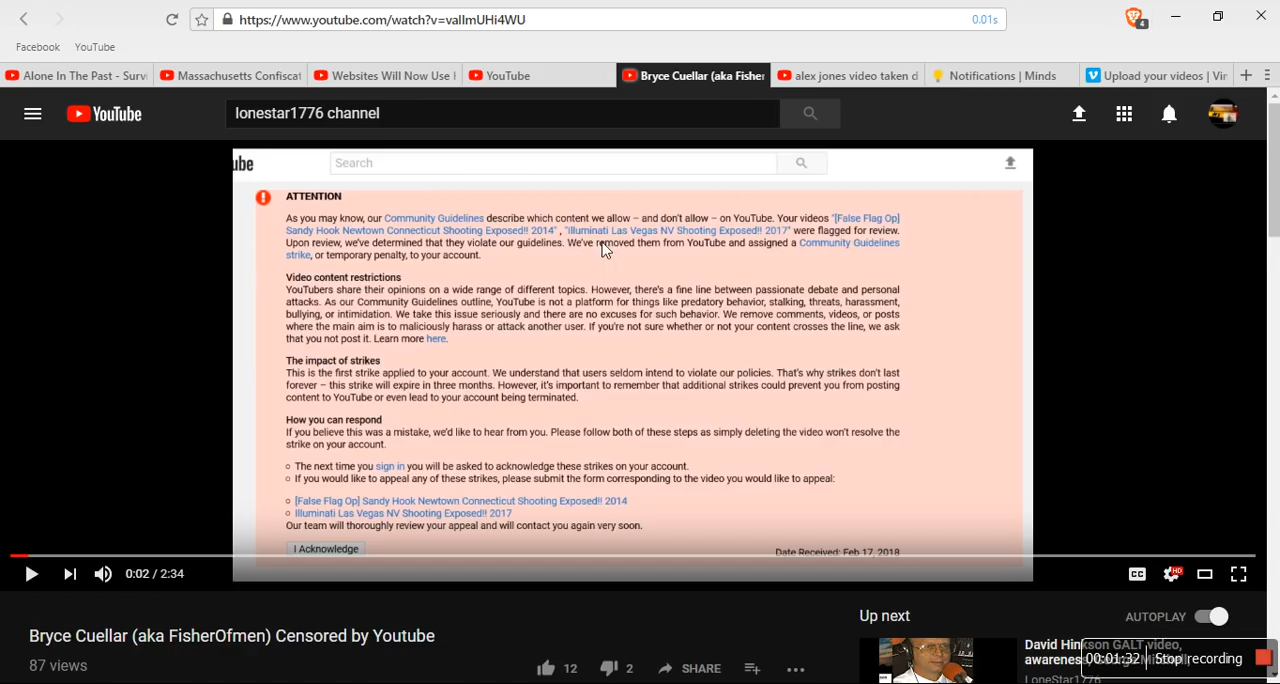 https://www.youtube.com/watch?v=valImUHi4WU
0.01s
4
Facebook YouTube
Alone In The Past - Survi
Massachusetts Confiscat
Websites Will Now Use
YouTube
Bryce Cuellar (aka Fisher
alex jones video taken d
Notifications | Minds
Upload your videos | Vim
YouTube
lonestar1776 channel
ube
Search
ATTENTION
As you may know, our Community Guidelines describe which content we allow – and don't allow – on YouTube. Your videos "[False Flag Op]
Sandy Hook Newtown Connecticut Shooting Exposed!! 2014" , "Illuminati Las Vegas NV Shooting Exposed!! 2017" were flagged for review.
Upon review, we've determined that they violate our guidelines. We've removed them from YouTube and assigned a Community Guidelines
strike, or temporary penalty, to your account.
Video content restrictions
YouTubers share their opinions on a wide range of different topics. However, there's a fine line between passionate debate and personal
attacks. As our Community Guidelines outline, YouTube is not a platform for things like predatory behavior, stalking, threats, harassment,
bullying, or intimidation. We take this issue seriously and there are no excuses for such behavior. We remove comments, videos, or posts
where the main aim is to maliciously harass or attack another user. If you're not sure whether or not your content crosses the line, we ask
that you not post it. Learn more here.
The impact of strikes
This is the first strike applied to your account. We understand that users seldom intend to violate our policies. That's why strikes don't last
forever – this strike will expire in three months. However, it's important to remember that additional strikes could prevent you from posting
content to YouTube or even lead to your account being terminated.
How you can respond
If you believe this was a mistake, we'd like to hear from you. Please follow both of these steps as simply deleting the video won't resolve the
strike on your account.
The next time you sign in you will be asked to acknowledge these strikes on your account.
If you would like to appeal any of these strikes, please submit the form corresponding to the video you would like to appeal:
[False Flag Op] Sandy Hook Newtown Connecticut Shooting Exposed!! 2014
Illuminati Las Vegas NV Shooting Exposed!! 2017
Our team will thoroughly review your appeal and will contact you again very soon.
I Acknowledge
Date Received: Feb 17, 2018
0:02 / 2:34
CC
HD
Bryce Cuellar (aka FisherOfmen) Censored by Youtube
87 views
12
2
SHARE
Up next
AUTOPLAY
David Hinkson GALT video,
awareness,
LoneStar1776
00:01:32 Stop recording